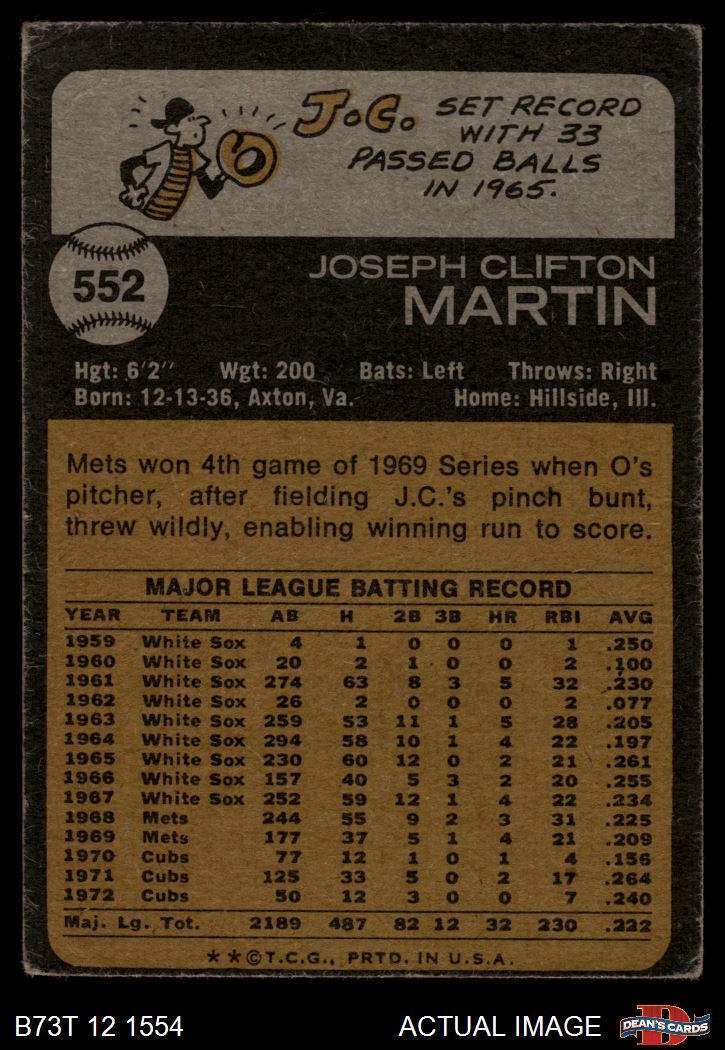 J.C. SET RECORD
WITH 33
PASSED BALLS
IN 1965.
552
JOSEPH CLIFTON
MARTIN
Hgt: 6'2" Wgt: 200 Bats: Left Throws: Right
Born: 12-13-36, Axton, Va. Home: Hillside, Ill.
Mets won 4th game of 1969 Series when O's
pitcher, after fielding J.C.'s pinch bunt,
threw wildly, enabling winning run to score.
MAJOR LEAGUE BATTING RECORD
YEAR TEAM AB H 2B 3B HR RBI AVG
1959 White Sox 4 1 0 0 0 1 .250
1960 White Sox 20 2 1 0 0 2 .100
1961 White Sox 274 63 8 3 5 32 .230
1962 White Sox 26 2 0 0 0 2 .077
1963 White Sox 259 53 11 1 5 28 .205
1964 White Sox 294 58 10 1 4 22 .197
1965 White Sox 230 60 12 0 2 21 .261
1966 White Sox 157 40 5 3 2 20 .255
1967 White Sox 252 59 12 1 4 22 .234
1968 Mets 244 55 9 2 3 31 .225
1969 Mets 177 37 5 1 4 21 .209
1970 Cubs 77 12 1 0 1 4 .156
1971 Cubs 125 33 5 0 2 17 .264
1972 Cubs 50 12 3 0 0 7 .240
Maj. Lg. Tot. 2189 487 82 12 32 230 .222
**©T.C.G., PRTD. IN U.S.A.
B73T 12 1554 ACTUAL IMAGE
D
DEAN'S CARDS